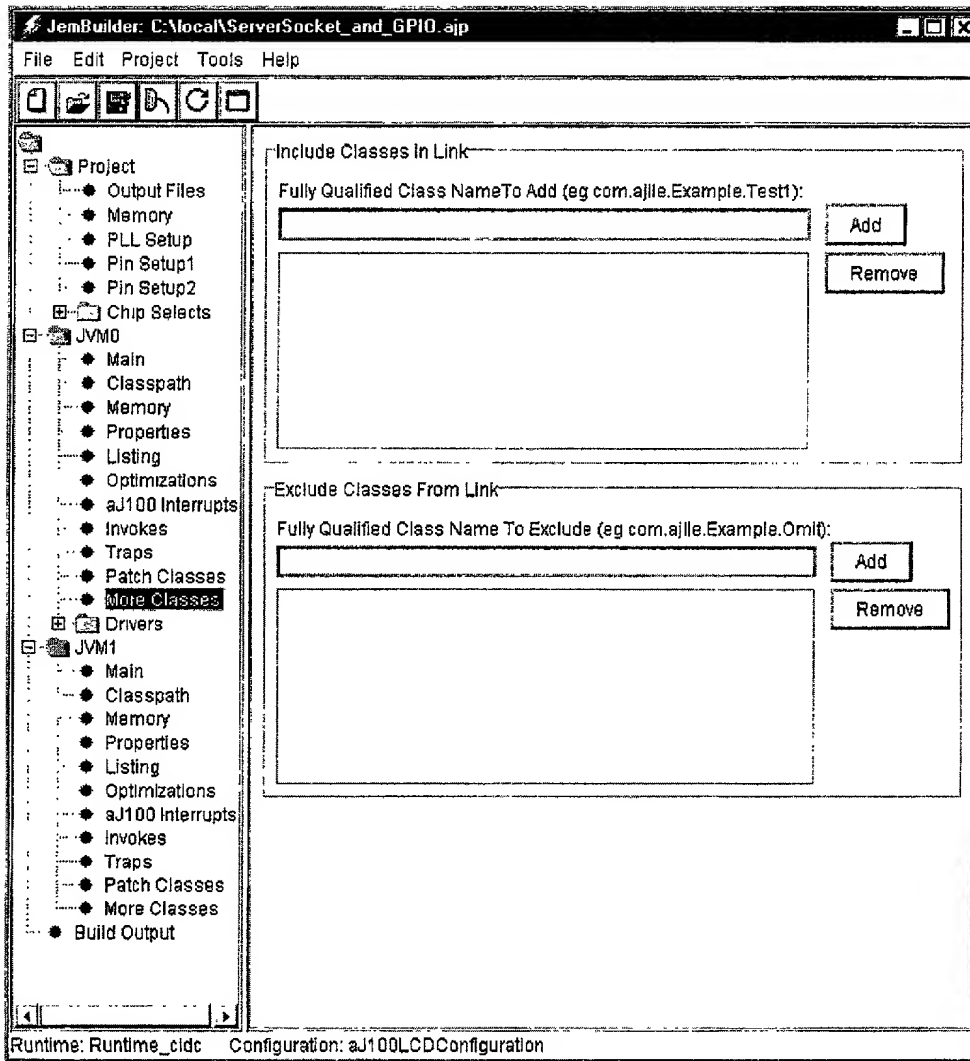 JemBuilder: C:\local\ServerSocket_and_GPIO.ajp
File Edit Project Tools Help
Project
Output Files
Memory
PLL Setup
Pin Setup1
Pin Setup2
Chip Selects
JVM0
Main
Classpath
Memory
Properties
Listing
Optimizations
aJ100 Interrupts
Invokes
Traps
Patch Classes
More Classes
Drivers
JVM1
Main
Classpath
Memory
Properties
Listing
Optimizations
aJ100 Interrupts
Invokes
Traps
Patch Classes
More Classes
Build Output
Include Classes In Link
Fully Qualified Class NameTo Add (eg com.ajile.Example.Test1):
Add
Remove
Exclude Classes From Link
Fully Qualified Class Name To Exclude (eg com.ajile.Example.Omit):
Add
Remove
Runtime: Runtime_cldc Configuration: aJ100LCDConfiguration